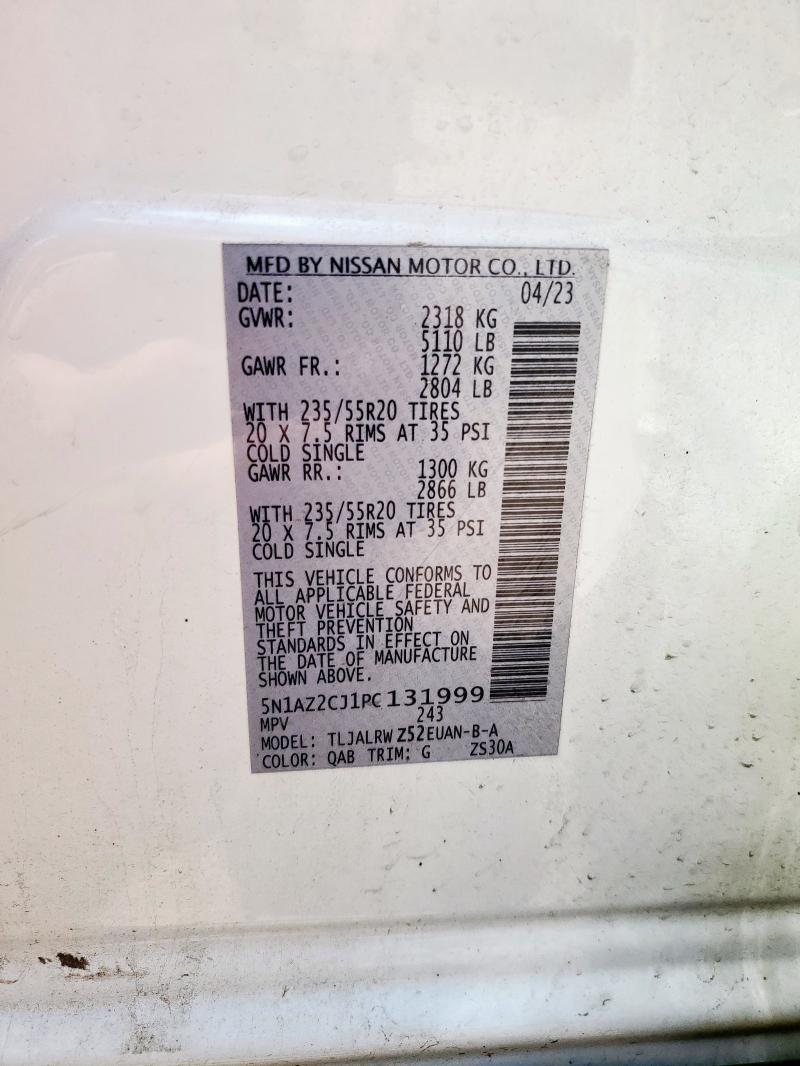 MFD BY NISSAN MOTOR CO., LTD.
DATE: 04/23
GVWR: 2318 KG
5110 LB
GAWR FR.: 1272 KG
2804 LB
WITH 235/55R20 TIRES
20 X 7.5 RIMS AT 35 PSI
COLD SINGLE
GAWR RR.: 1300 KG
2866 LB
WITH 235/55R20 TIRES
20 X 7.5 RIMS AT 35 PSI
COLD SINGLE
THIS VEHICLE CONFORMS TO
ALL APPLICABLE FEDERAL
MOTOR VEHICLE SAFETY AND
THEFT PREVENTION
STANDARDS IN EFFECT ON
THE DATE OF MANUFACTURE
SHOWN ABOVE.
5N1AZ2CJ1PC131999
MPV 243
MODEL: TLJALRW Z52EUAN-B-A
COLOR: QAB TRIM: G ZS30A